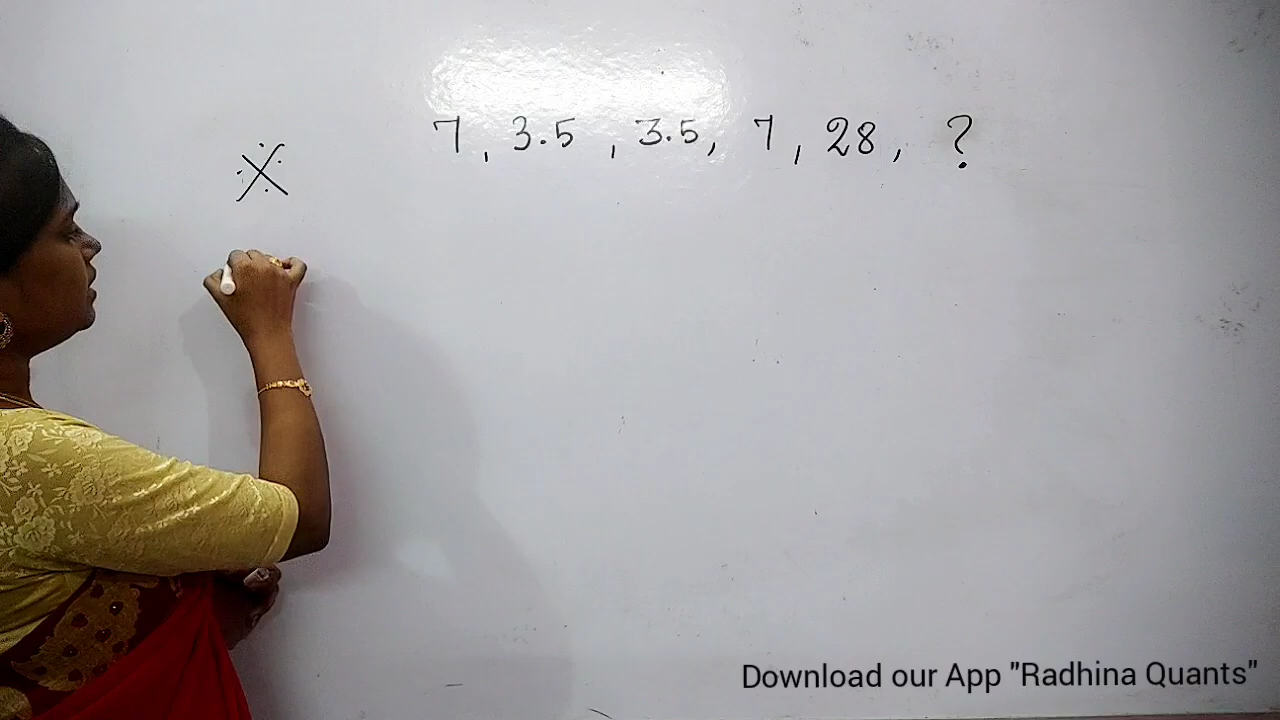 7, 3.5, 3.5, 7, 28, ?
Download our App "Radhina Quants"